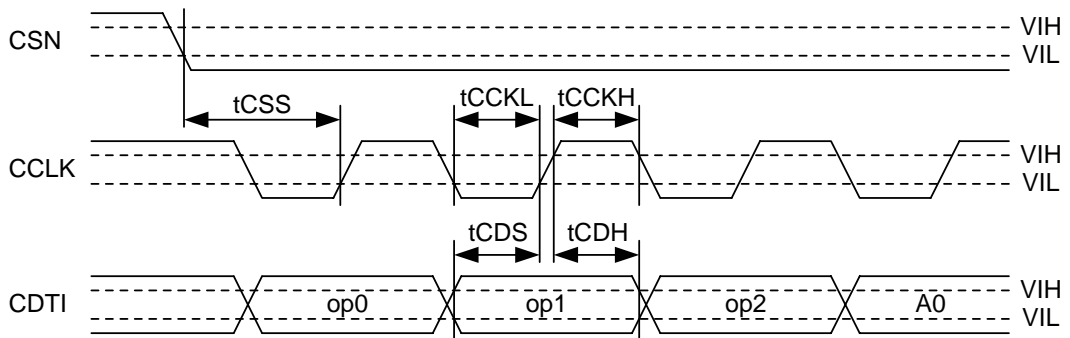 CSN
VIH
VIL
tCSS
tCCKL
tCCKH
CCLK
VIH
VIL
tCDS
tCDH
CDTI
op0
op1
op2
A0
VIH
VIL